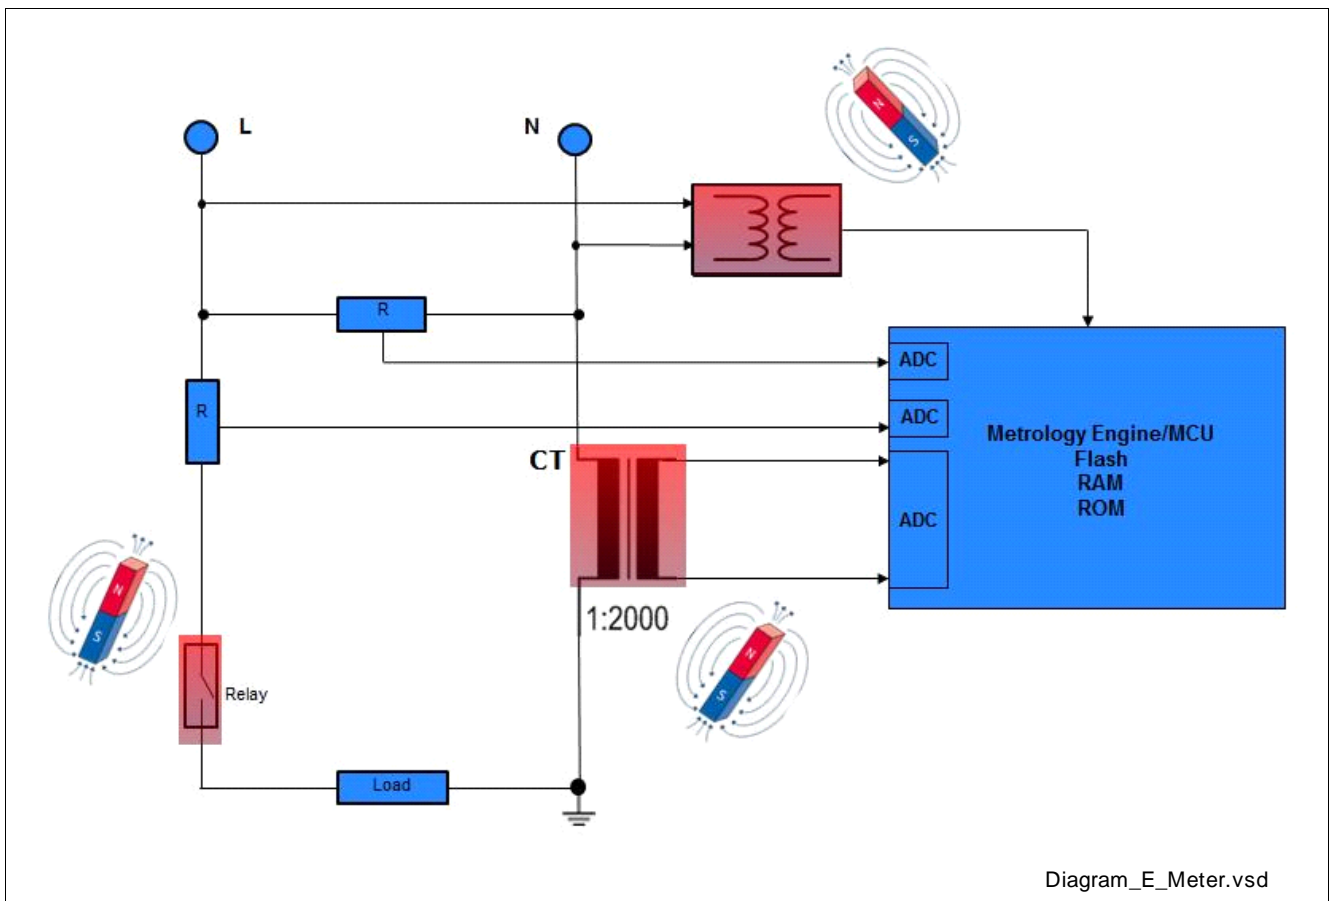 L
N
N
S
R
ADC
R
ADC
Metrology Engine/MCU
Flash
RAM
ROM
CT
ADC
1:2000
N
S
N
S
Relay
Load
Diagram_E_Meter.vsd